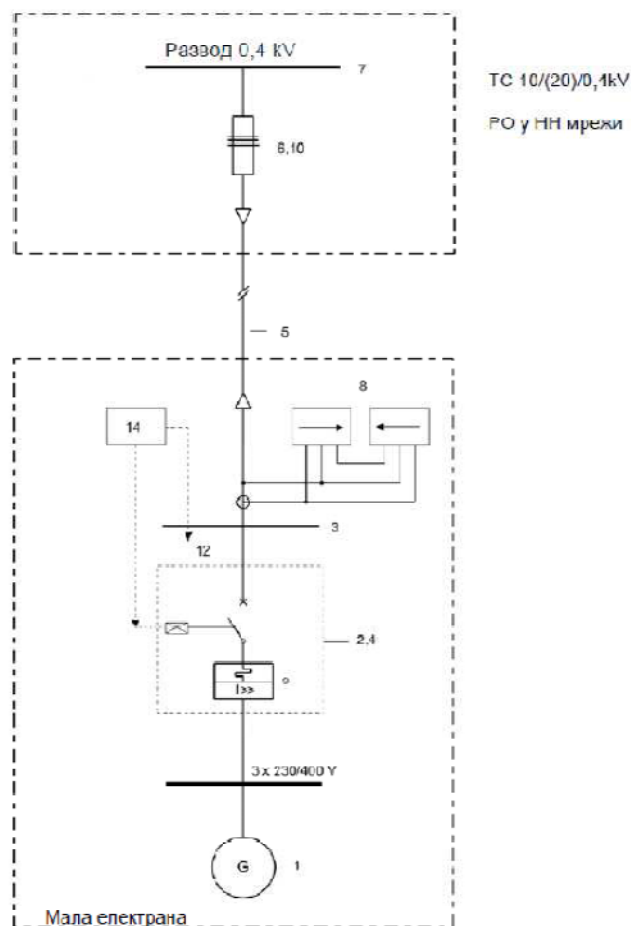 Развод 0,4 kV
7
ТС 10/(20)/0,4kV
РО у НН мрежи
6,10
5
8
14
3
12
2,4
9
I>>
3 x 230/400 Y
G
1
Мала електрана